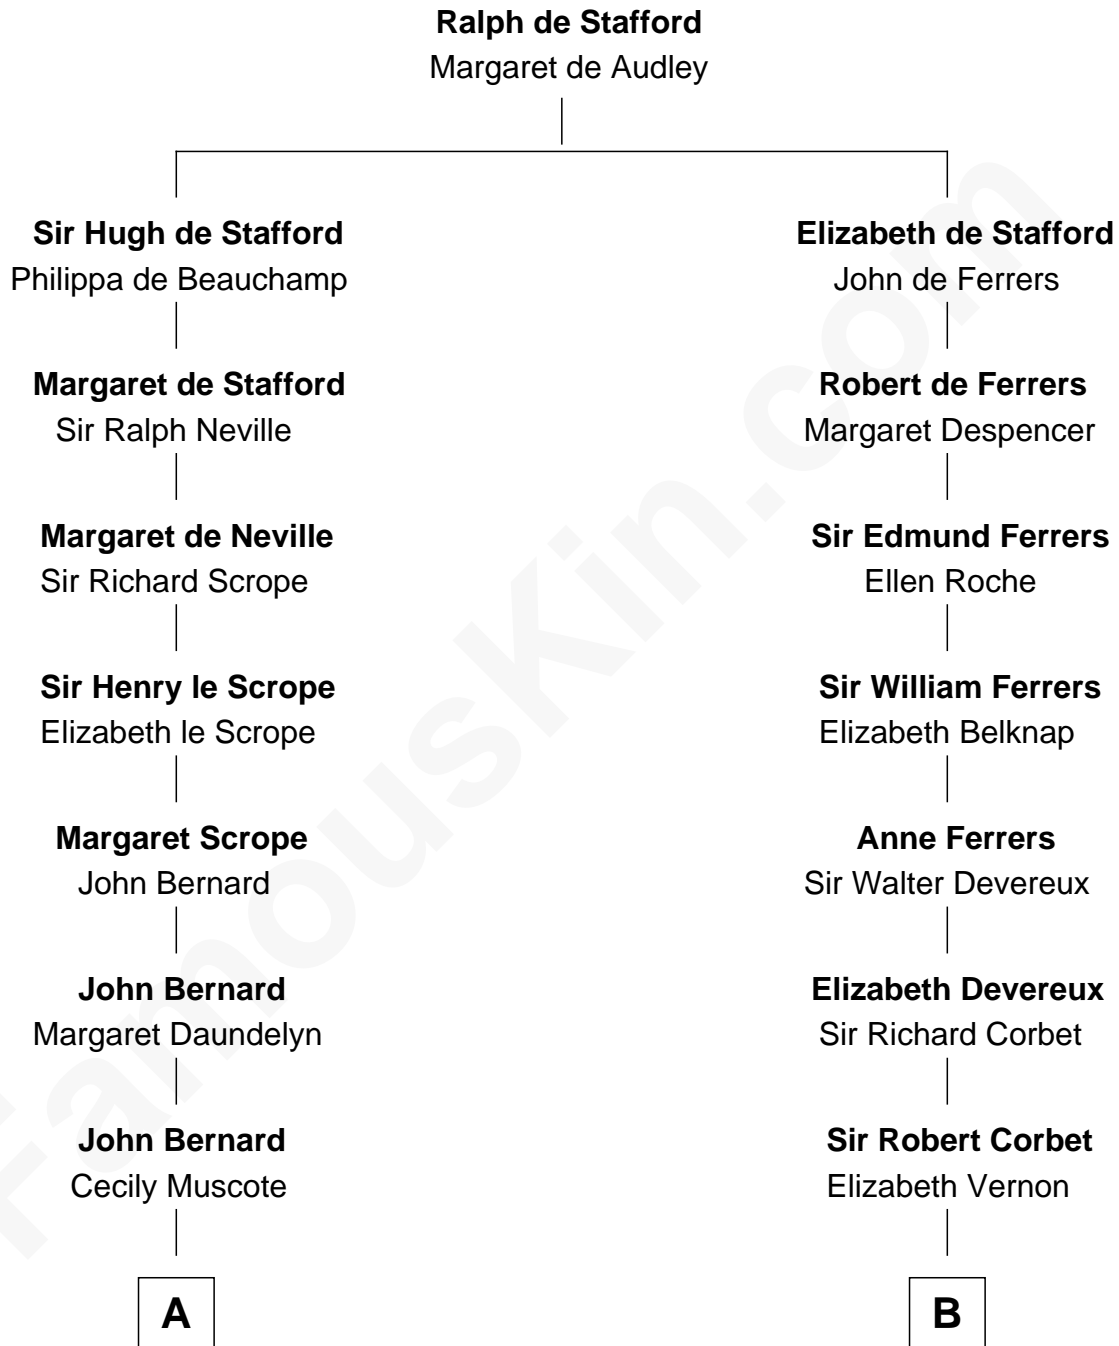 Ralph de Stafford
Margaret de Audley
Sir Hugh de Stafford
Philippa de Beauchamp
Margaret de Stafford
Sir Ralph Neville
Margaret de Neville
Sir Richard Scrope
Sir Henry le Scrope
Elizabeth le Scrope
Margaret Scrope
John Bernard
John Bernard
Margaret Daundelyn
John Bernard
Cecily Muscote
A
Elizabeth de Stafford
John de Ferrers
Robert de Ferrers
Margaret Despencer
Sir Edmund Ferrers
Ellen Roche
Sir William Ferrers
Elizabeth Belknap
Anne Ferrers
Sir Walter Devereux
Elizabeth Devereux
Sir Richard Corbet
Sir Robert Corbet
Elizabeth Vernon
B
FamousKin.com